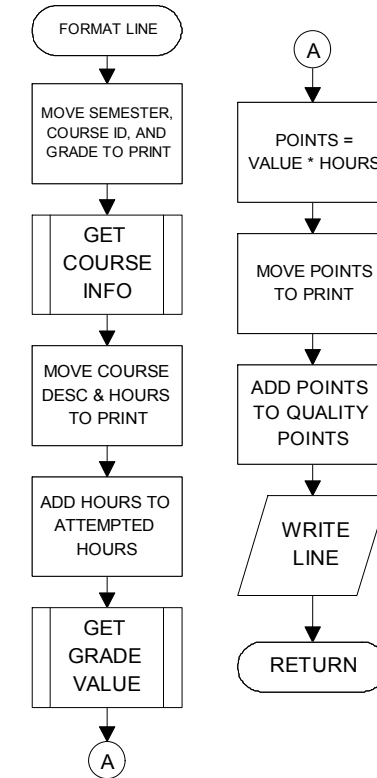 FORMAT LINE
MOVE SEMESTER,
COURSE ID, AND
GRADE TO PRINT
GET
COURSE
INFO
MOVE COURSE
DESC & HOURS
TO PRINT
ADD HOURS TO
ATTEMPTED
HOURS
GET
GRADE
VALUE
A
A
POINTS =
VALUE * HOURS
MOVE POINTS
TO PRINT
ADD POINTS
TO QUALITY
POINTS
WRITE
LINE
RETURN